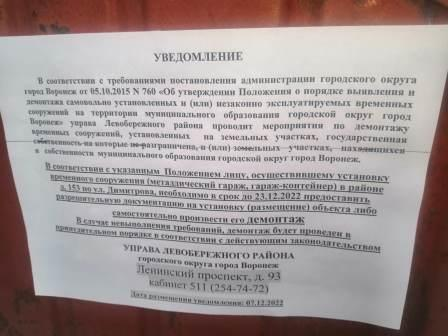 УВЕДОМЛЕНИЕ
В соответствии с требованиями постановления администрации городского округа
город Воронеж от 05.10.2015 N 760 «Об утверждении Положения о порядке выявления и
демонтажа самовольно установленных и (или) незаконно эксплуатируемых временных
сооружений на территории муниципального образования городской округ город
Воронеж» управа Левобережного района проводит мероприятия по демонтажу
временных сооружений, установленных на земельных участках, государственная
собственность на которые не разграничена, и (или) земельных участках, находящихся
в собственности муниципального образования городской округ город Воронеж.
В соответствии с указанным Положением лицу, осуществившему установку
временного сооружения (металлический гараж, гараж-контейнер) в районе
д.153 по ул. Димитрова, необходимо в срок до 23.12.2022 предоставить
разрешительную документацию на установку (размещение) объекта либо
самостоятельно произвести его демонтаж
В случае невыполнения требований, демонтаж будет проведен в
принудительном порядке в соответствии с действующим законодательством
УПРАВА ЛЕВОБЕРЕЖНОГО РАЙОНА
городского округа город Воронеж
Ленинский проспект, д. 93
кабинет 511 (254-74-72)
Дата размещения уведомления: 07.12.2022